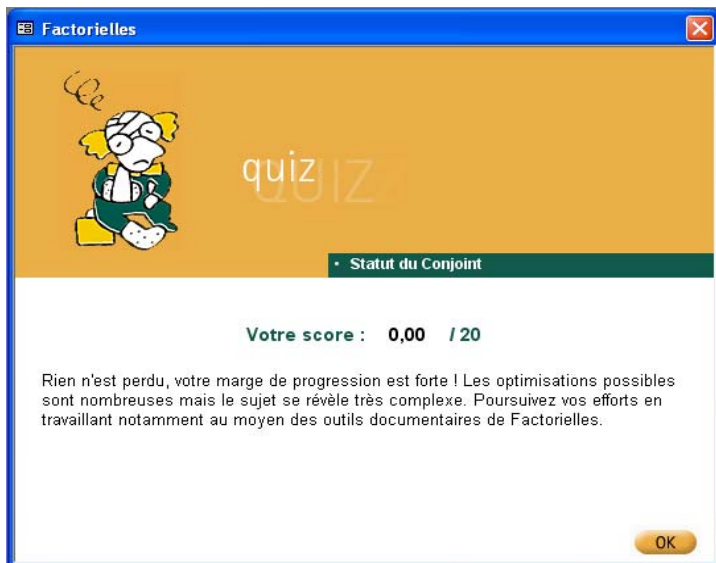 Factorielles
quiz
QUIZ
• Statut du Conjoint
Votre score : 0,00 / 20
Rien n'est perdu, votre marge de progression est forte ! Les optimisations possibles
sont nombreuses mais le sujet se révèle très complexe. Poursuivez vos efforts en
travaillant notamment au moyen des outils documentaires de Factorielles.
OK